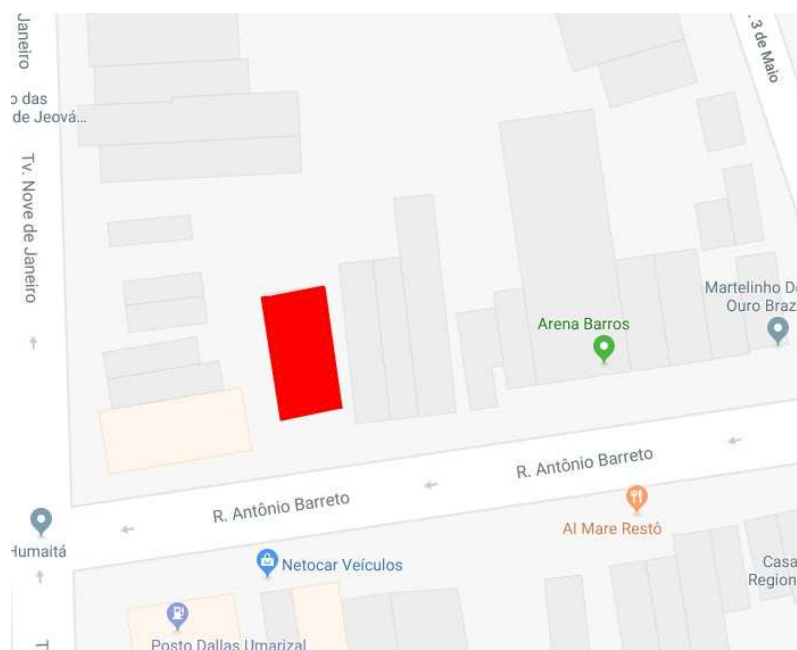 Janeiro
o das
de Jeová...
Tv. Nove de Janeiro
. 3 de Maio
Martelinho D
Ouro Braz
Arena Barros
R. Antônio Barreto
R. Antônio Barreto
Humaitá
Al Mare Restô
Netocar Veículos
Casa
Region
Posto Dallas Umarizal
T